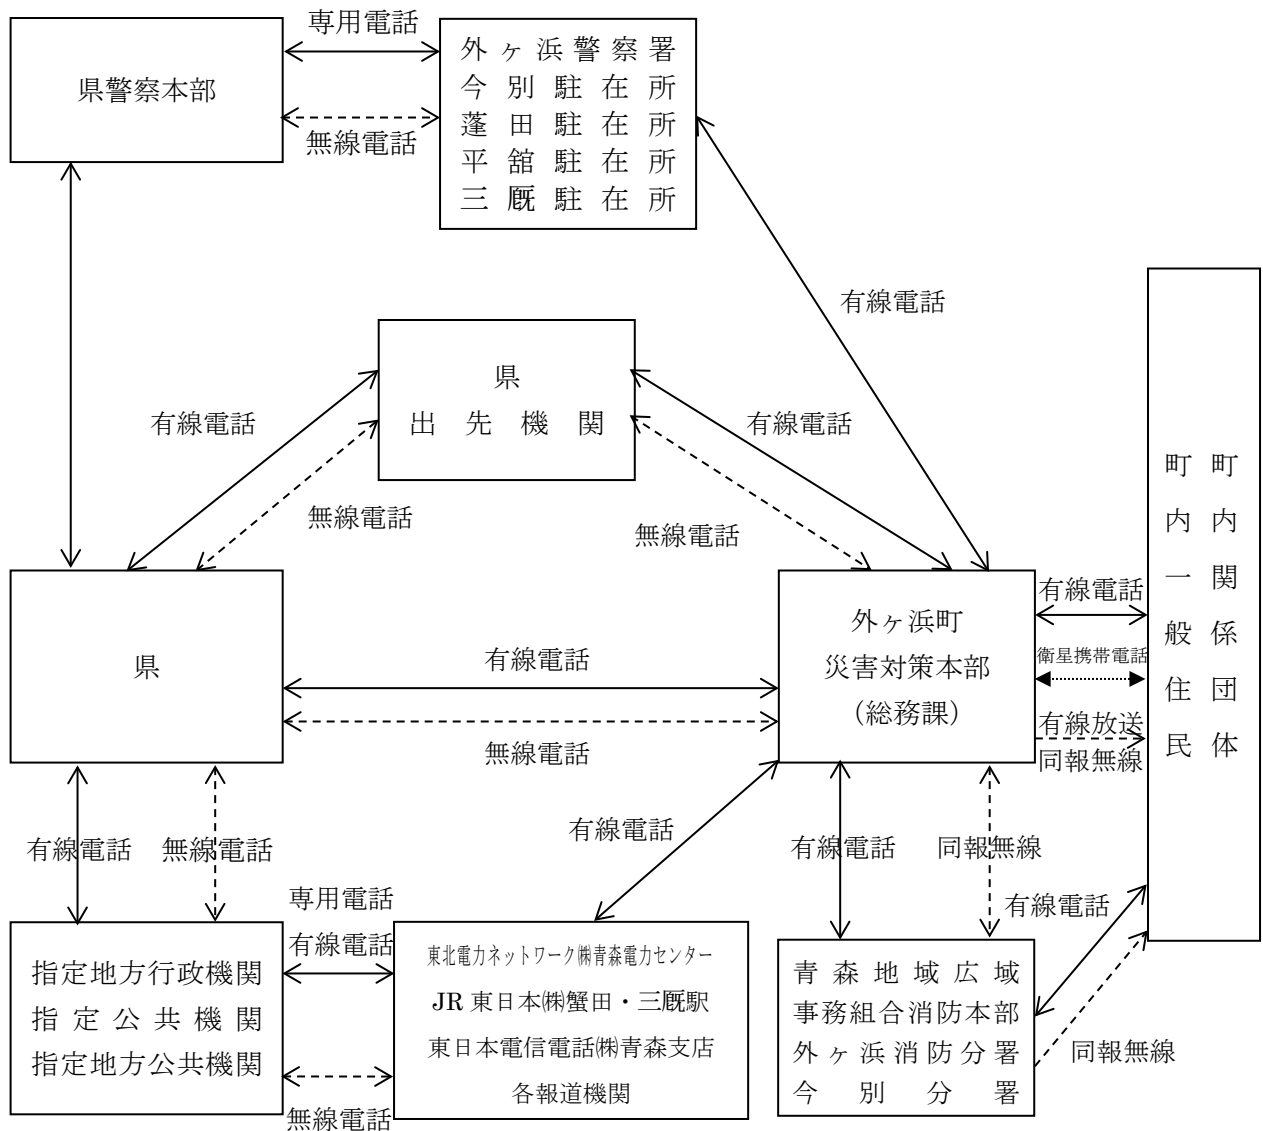 専用電話
県警察本部
無線電話
外ヶ浜警察署
今別駐在所
蓬田駐在所
平舘駐在所
三厩駐在所
有線電話
県
出先機関
有線電話
無線電話
有線電話
無線電話
県
有線電話
無線電話
外ヶ浜町
災害対策本部
（総務課）
有線電話
衛星携帯電話
有線放送
同報無線
町内関係団体
町内一般住民
有線電話
無線電話
有線電話
有線電話
同報無線
指定地方行政機関
指定公共機関
指定地方公共機関
専用電話
有線電話
無線電話
東北電力ネットワーク㈱青森電力センター
JR東日本㈱蟹田・三厩駅
東日本電信電話㈱青森支店
各報道機関
青森地域広域
事務組合消防本部
外ヶ浜消防分署
今別分署
有線電話
同報無線